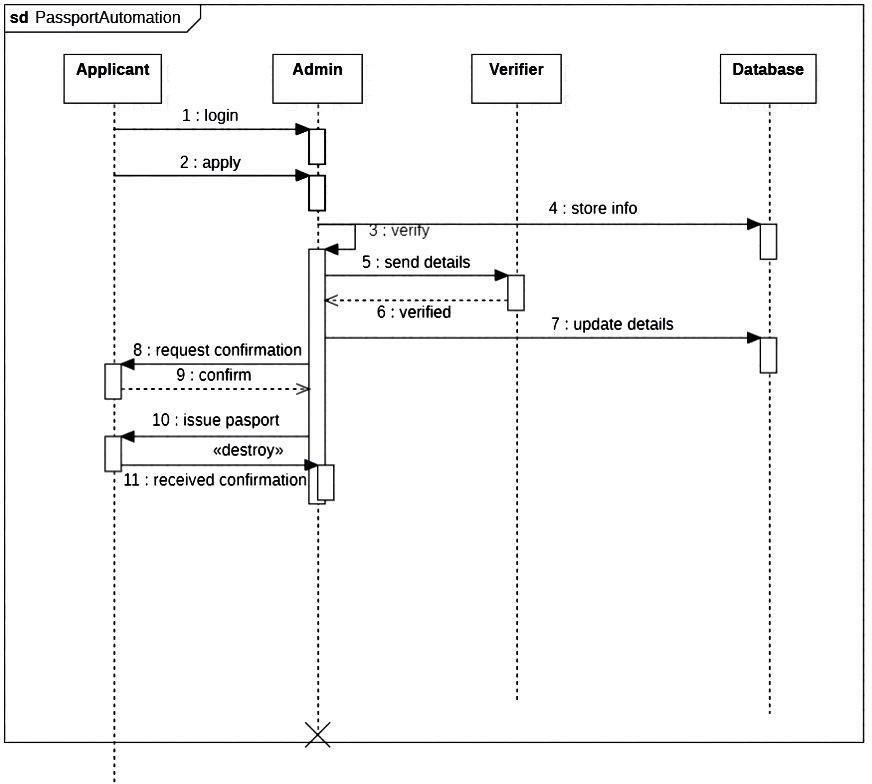 sd PassportAutomation
Applicant
Admin
Verifier
Database
1 : login
2 : apply
4 : store info
3 : verify
5 : send details
6 : verified
7 : update details
8 : request confirmation
9 : confirm
10 : issue pasport
«destroy»
11 : received confirmation